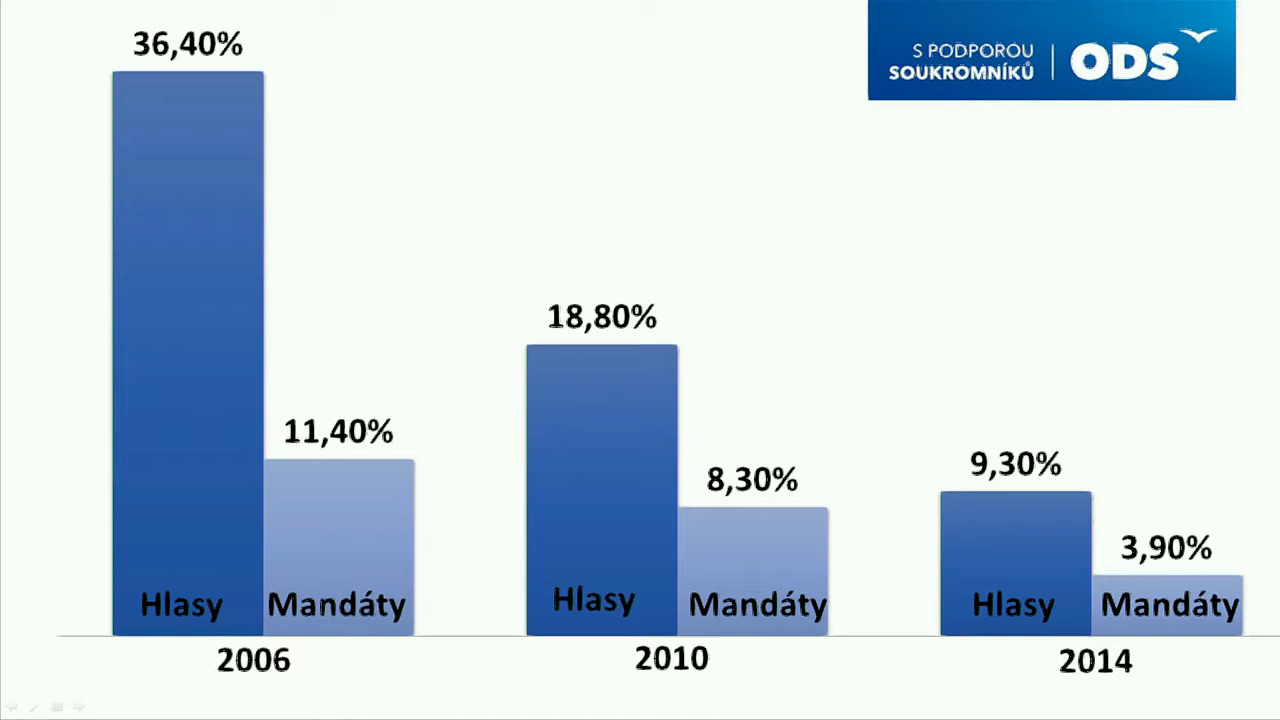 36,40%
S PODPOROU
SOUKROMNÍKŮ
ODS
18,80%
11,40%
9,30%
8,30%
3,90%
Hlasy
Mandáty
Hlasy
Mandáty
Hlasy
Mandáty
2006
2010
2014